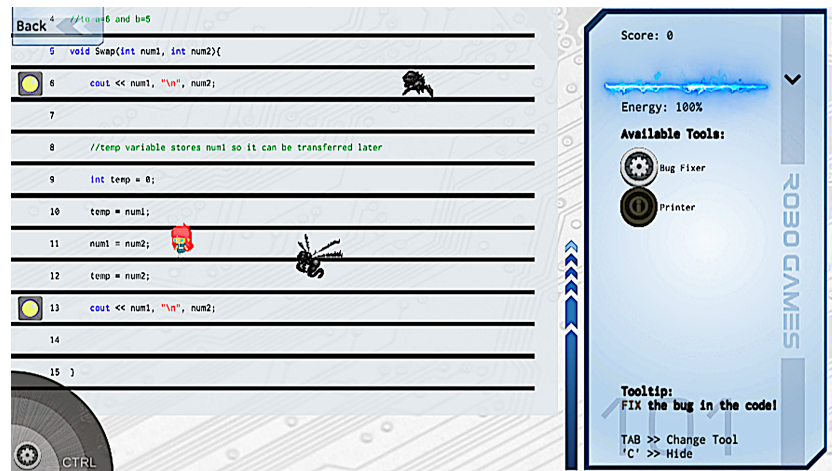 Back
4 //to a=6 and b=5
5 void Swap(int num1, int num2){
6 cout << num1, "\n", num2;
7
8 //temp variable stores num1 so it can be transferred later
9 int temp = 0;
10 temp = num1;
11 num1 = num2;
12 temp = num2;
13 cout << num1, "\n", num2;
14
15 }
CTRL
Score: 0
Energy: 100%
Available Tools:
Bug Fixer
Printer
ROBO GAMES
101
Tooltip:
FIX the bug in the code!
TAB >> Change Tool
'C' >> Hide